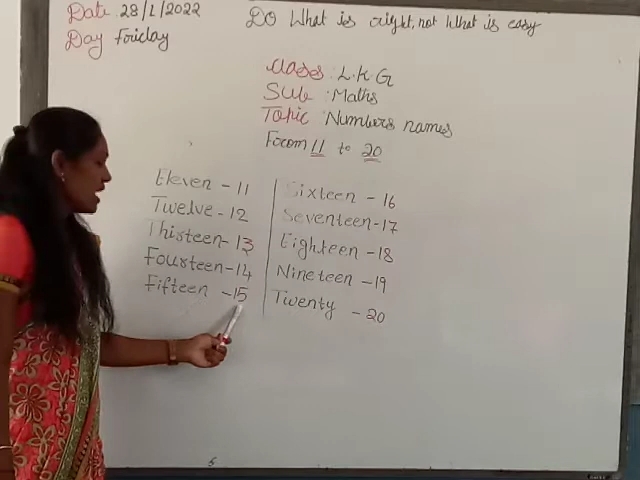 Date 28/1/2022
Day Friday
Do What is right, not What is easy
Class : L.K.G
Sub : Maths
Topic : Numbers names
From 11 to 20
Eleven - 11
Twelve - 12
Thirteen - 13
Fourteen - 14
Fifteen - 15
Sixteen - 16
Seventeen - 17
Eighteen - 18
Nineteen - 19
Twenty - 20